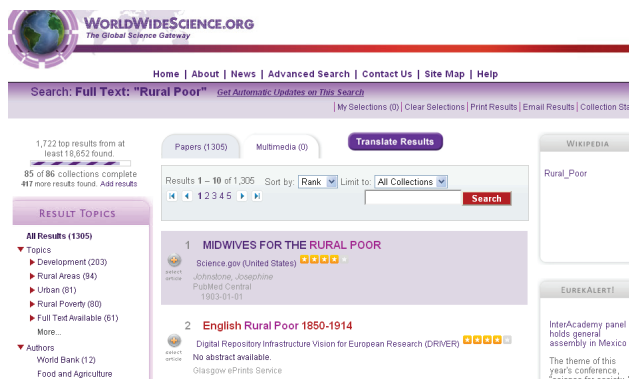 WORLDWIDESCIENCE.ORG
The Global Science Gateway
Home | About | News | Advanced Search | Contact Us | Site Map | Help
Search: Full Text: "Rural Poor" Get Automatic Updates on This Search
| My Selections (0) | Clear Selections | Print Results | Email Results | Collection Sta
1,722 top results from at
least 18,652 found.
85 of 86 collections complete
417 more results found. Add results
RESULT TOPICS
All Results (1305)
Topics
Development (203)
Rural Areas (94)
Urban (81)
Rural Poverty (80)
Full Text Available (61)
More...
Authors
World Bank (12)
Food and Agriculture
Papers (1305)
Multimedia (0)
Translate Results
Results 1 – 10 of 1,305 Sort by: Rank Limit to: All Collections
1 2 3 4 5
Search
1 MIDWIVES FOR THE RURAL POOR
Science.gov (United States)
select
article
Johnstone, Josephine
PubMed Central
1903-01-01
2 English Rural Poor 1850-1914
Digital Repository Infrastructure Vision for European Research (DRIVER)
select
article
No abstract available.
Glasgow ePrints Service
WIKIPEDIA
Rural_Poor
EUREKALERT!
InterAcademy panel
holds general
assembly in Mexico
The theme of this
year's conference,